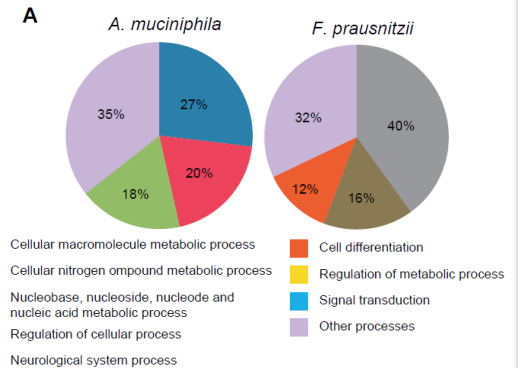 A
A. muciniphila
F. prausnitzii
35%
27%
20%
18%
32%
40%
12%
16%
Cellular macromolecule metabolic process
Cellular nitrogen ompound metabolic process
Nucleobase, nucleoside, nucleode and
nucleic acid metabolic process
Regulation of cellular process
Neurological system process
Cell differentiation
Regulation of metabolic process
Signal transduction
Other processes